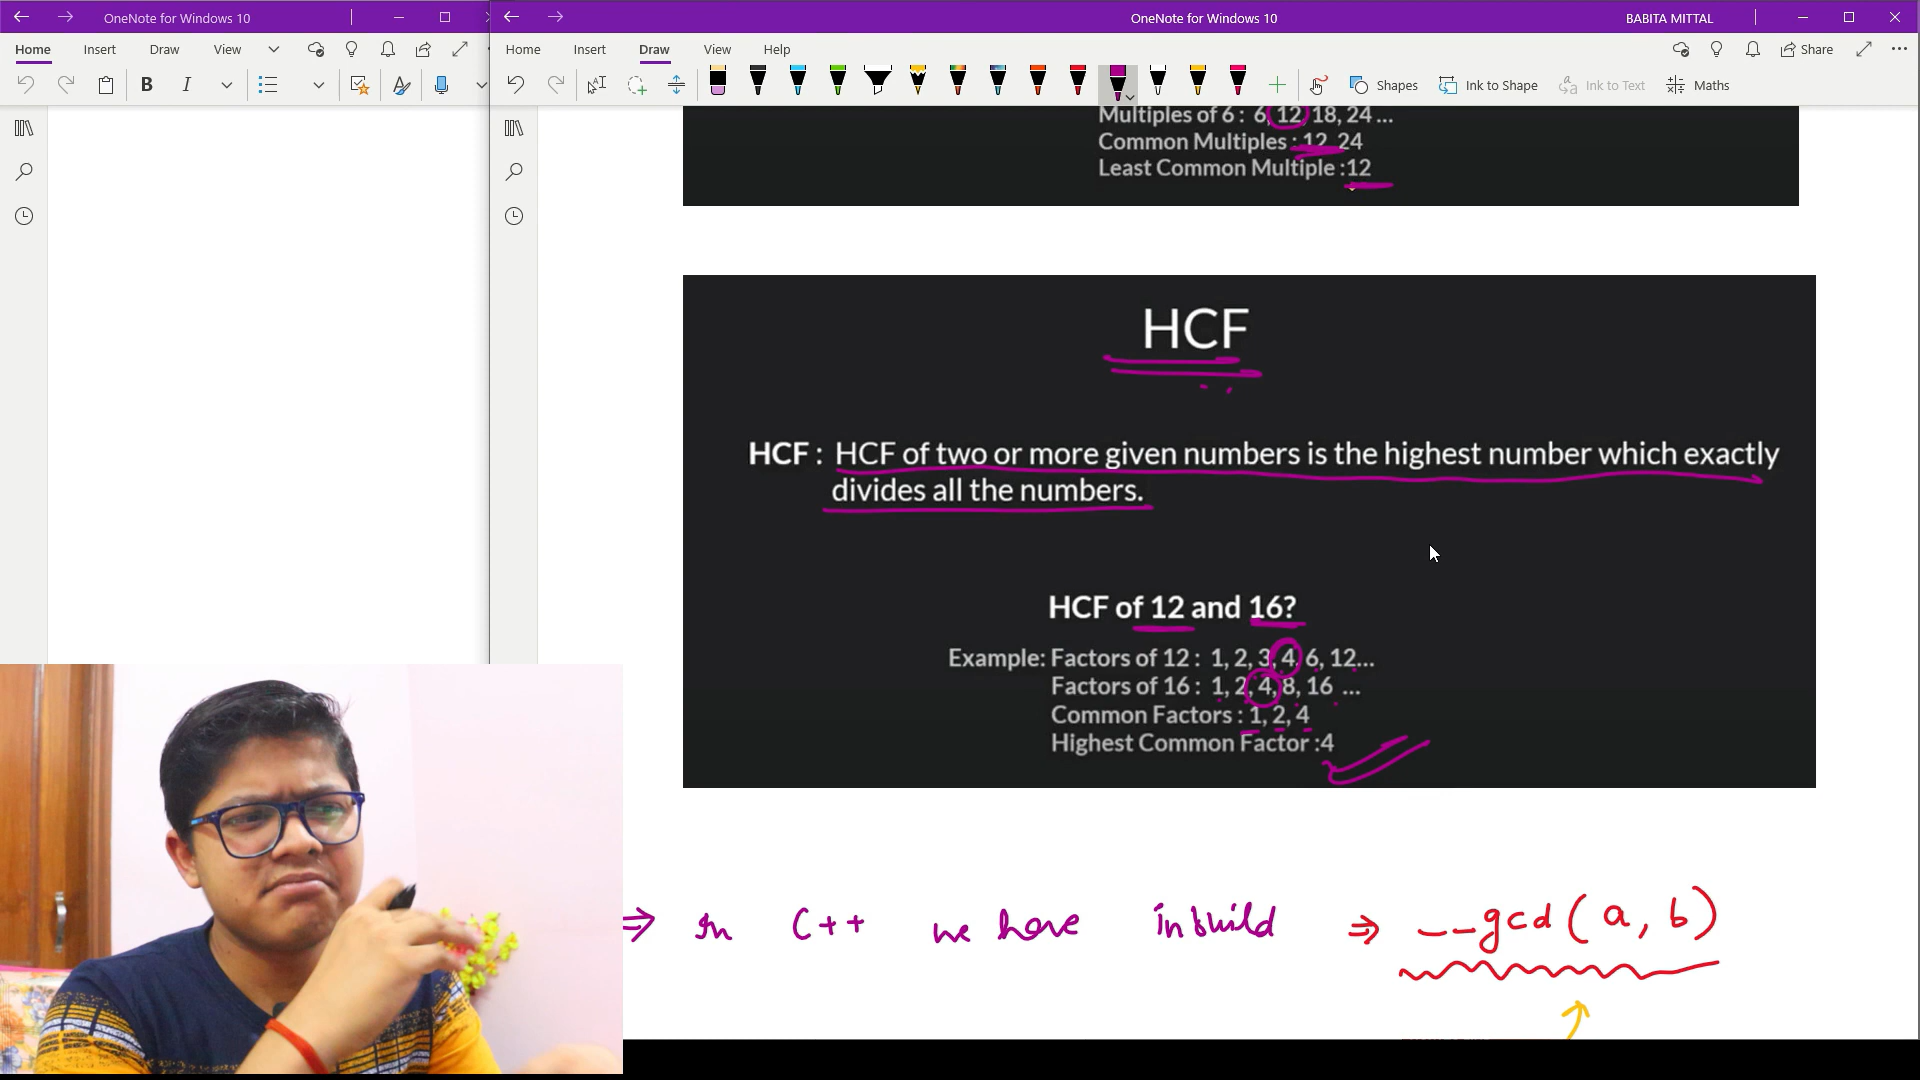 OneNote for Windows 10
OneNote for Windows 10
BABITA MITTAL
Home Insert Draw View
Home Insert Draw View Help
Share
B I
Shapes Ink to Shape Ink to Text Maths
Multiples of 6 : 6, 12, 18, 24 ...
Common Multiples : 12, 24
Least Common Multiple :12
HCF
HCF : HCF of two or more given numbers is the highest number which exactly
divides all the numbers.
HCF of 12 and 16?
Example: Factors of 12 : 1, 2, 3, 4, 6, 12...
Factors of 16 : 1, 2, 4, 8, 16 ...
Common Factors : 1, 2, 4
Highest Common Factor :4
⇒ In C++ we have inbuild ⇒ __gcd(a, b)